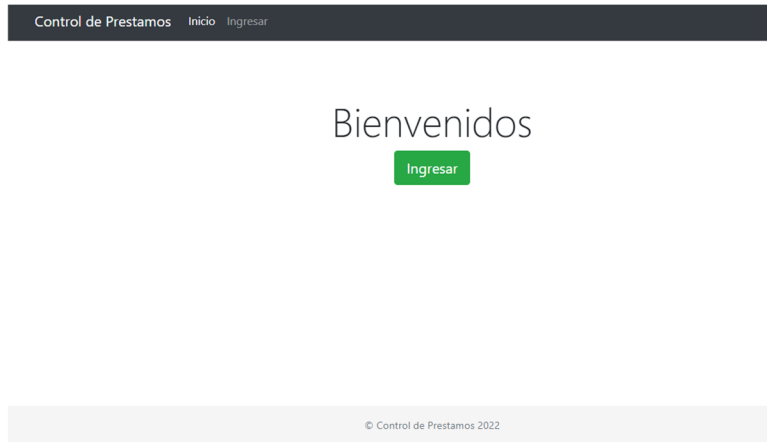 Control de Prestamos Inicio Ingresar
Bienvenidos
Ingresar
© Control de Prestamos 2022